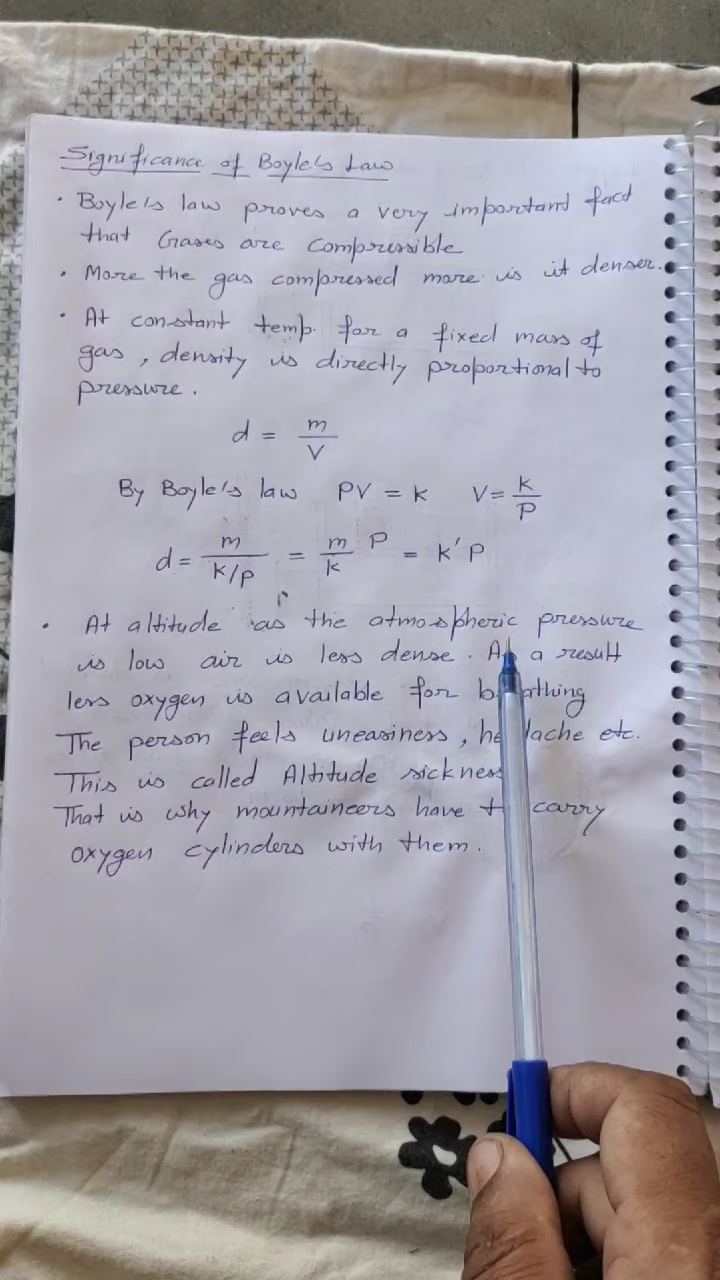 Significance of Boyle's Law
• Boyle's law proves a very important fact
that Gases are compressible
• More the gas compressed more is it denser.
• At constant temp. for a fixed mass of
gas, density is directly proportional to
pressure.
d = m/V
By Boyle's law PV = k V = k/P
d = m/(k/p) = m/k P = k'P
• At altitude as the atmospheric pressure
is low air is less dense. As a result
less oxygen is available for
The person feels uneasiness, etc.
This is called Altitude sickness
That is why mountaineers have carry
oxygen cylinders with them.